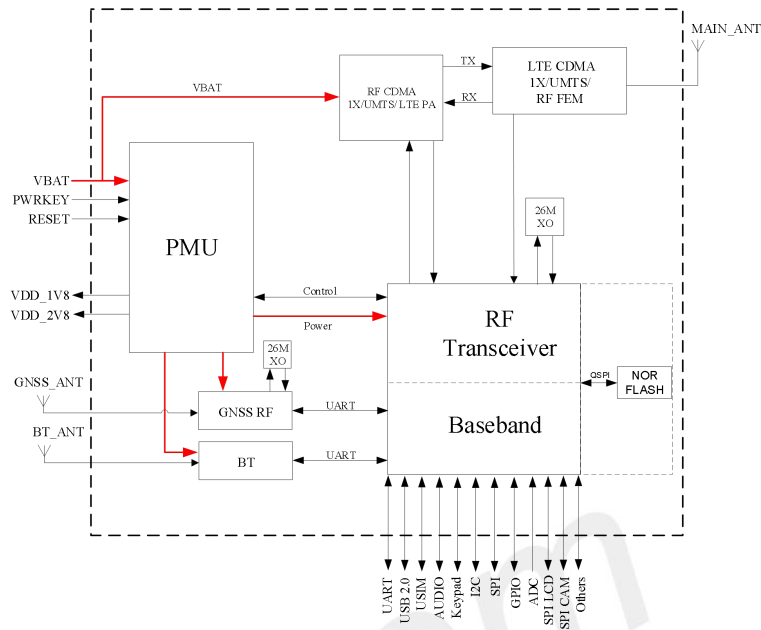 MAIN_ANT
TX
LTE CDMA
1X/UMTS/
RF FEM
RF CDMA
1X/UMTS/ LTE PA
RX
VBAT
VBAT
PWRKEY
RESET
PMU
26M
XO
VDD_1V8
VDD_2V8
Control
Power
RF
Transceiver
26M
XO
QSPI
NOR
FLASH
GNSS_ANT
GNSS RF
UART
Baseband
BT_ANT
BT
UART
UART
USB 2.0
USIM
AUDIO
Keypad
I2C
SPI
GPIO
ADC
SPI LCD
SPI CAM
Others